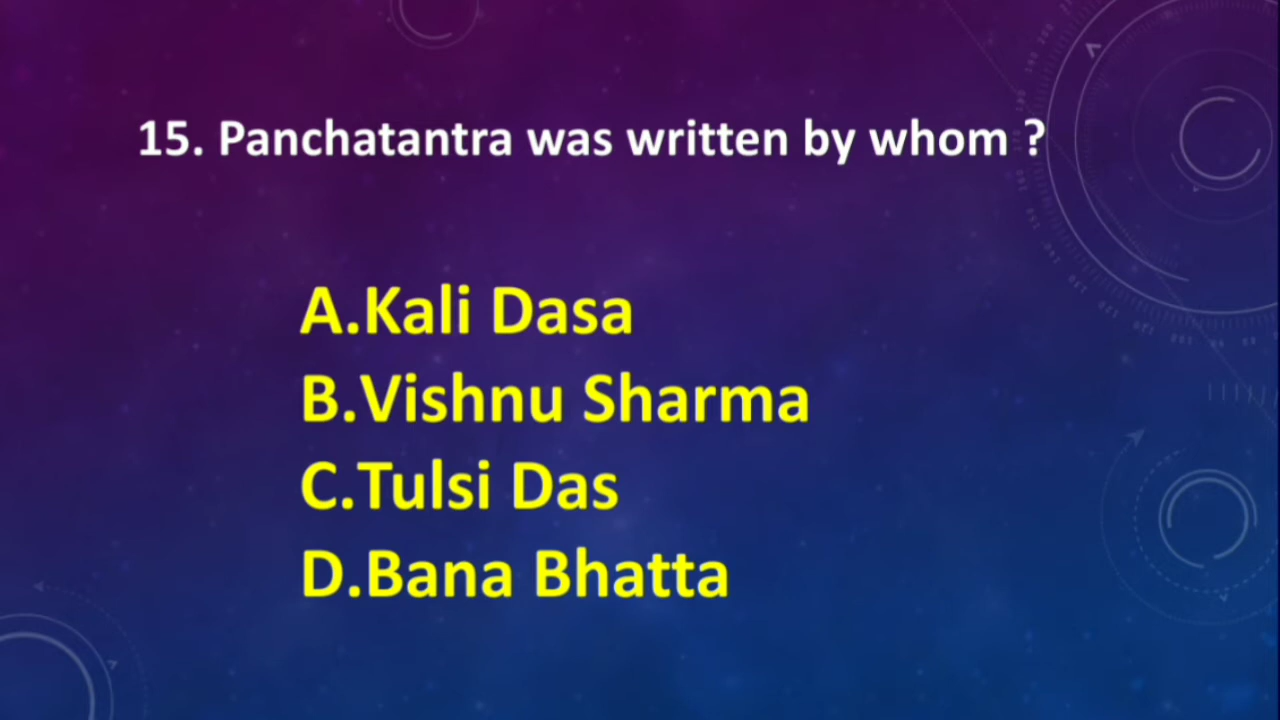 15. Panchatantra was written by whom ?
A.Kali Dasa
B.Vishnu Sharma
C.Tulsi Das
D.Bana Bhatta